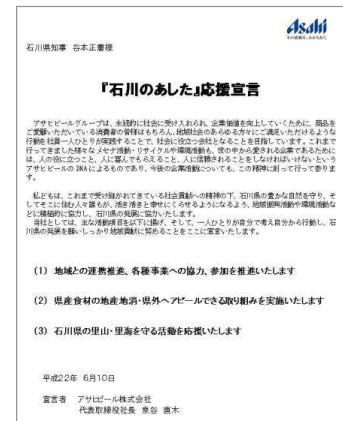 Asahi
その感動を、わかちあう。
石川県知事 谷本正憲様
『石川のあした』応援宣言
アサヒビールグループは、永続的に社会に受け入れられ、企業価値を向上していくために、商品を
ご愛顧いただいている消費者の皆様はもちろん、地域社会のあらゆる方々にご満足いただけるような
行動を社員一人ひとりが実践することで、社会に役立つ会社となることを目指しています。これまで
行ってきました様々なメセナ活動・リサイクルや環境活動も、世の中から愛される企業であるために
は、人の役に立つこと、人に喜んでもらえること、人に信頼されることをしなければいけないという
アサヒビールのDNAによるものであり、今後の企業活動についても、この精神に則って行って参りま
す。
私どもは、これまで受け継がれてきている社会貢献への精神の下、石川県の豊かな自然を守り、そ
してそこに住む人々誰もが、活き活きと幸せにくらせるようになるよう、地域振興活動や環境活動な
どに積極的に協力し、石川県の発展に協力いたします。
当社としては、主な活動項目を以下に掲げ、そして、一人ひとりが自分で考え自分から行動し、石
川県の発展を願いしっかり地域貢献に努めることをここに宣言いたします。
(1) 地域との連携推進、各種事業への協力、参加を推進いたします
(2) 県産食材の地産地消・県外へアピールできる取り組みを実施いたします
(3) 石川県の里山・里海を守る活動を応援いたします
平成22年 6月10日
宣言者 アサヒビール株式会社
代表取締役社長 泉谷 直木